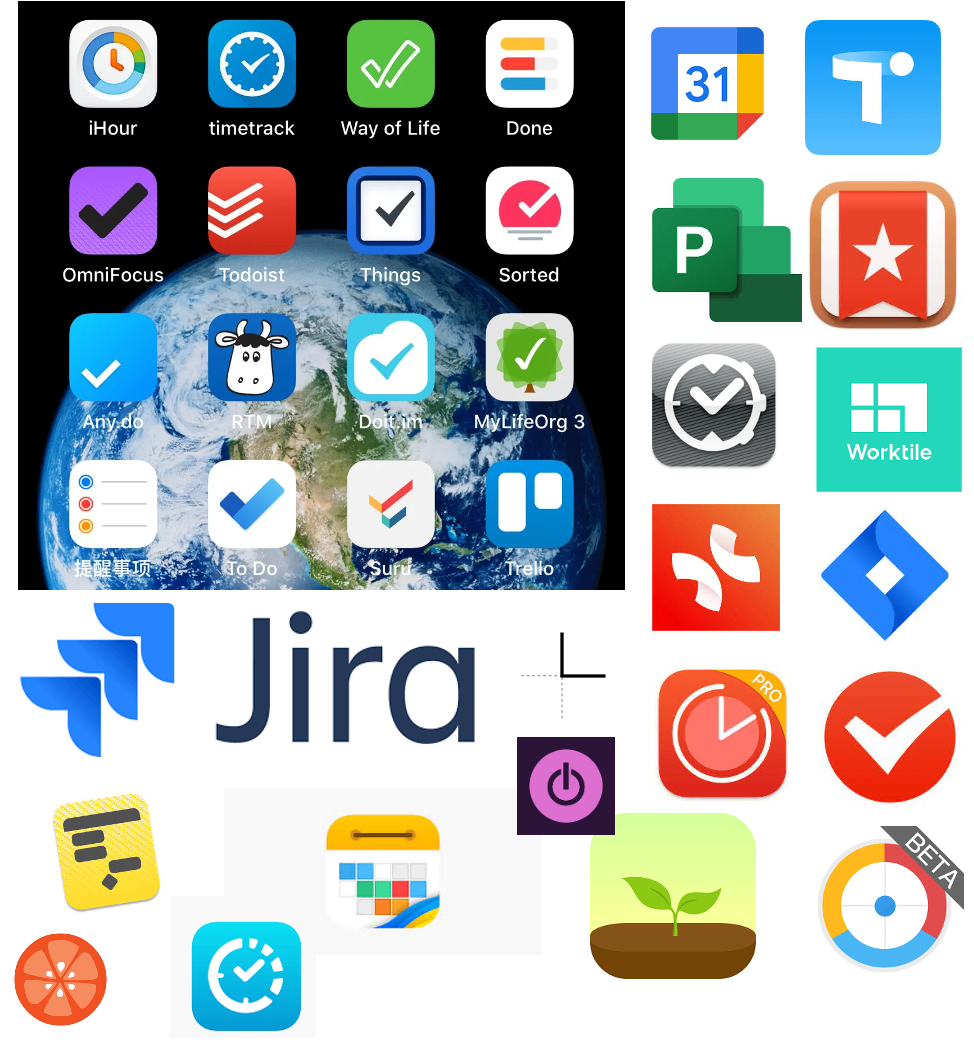 iHour
timetrack
Way of Life
Done
OmniFocus
Todoist
Things
Sorted
Any.do
RTM
Doit.im
MyLifeOrg 3
提醒事项
To Do
Suru
Trello
31
P
Worktile
Jira
PRO
BETA